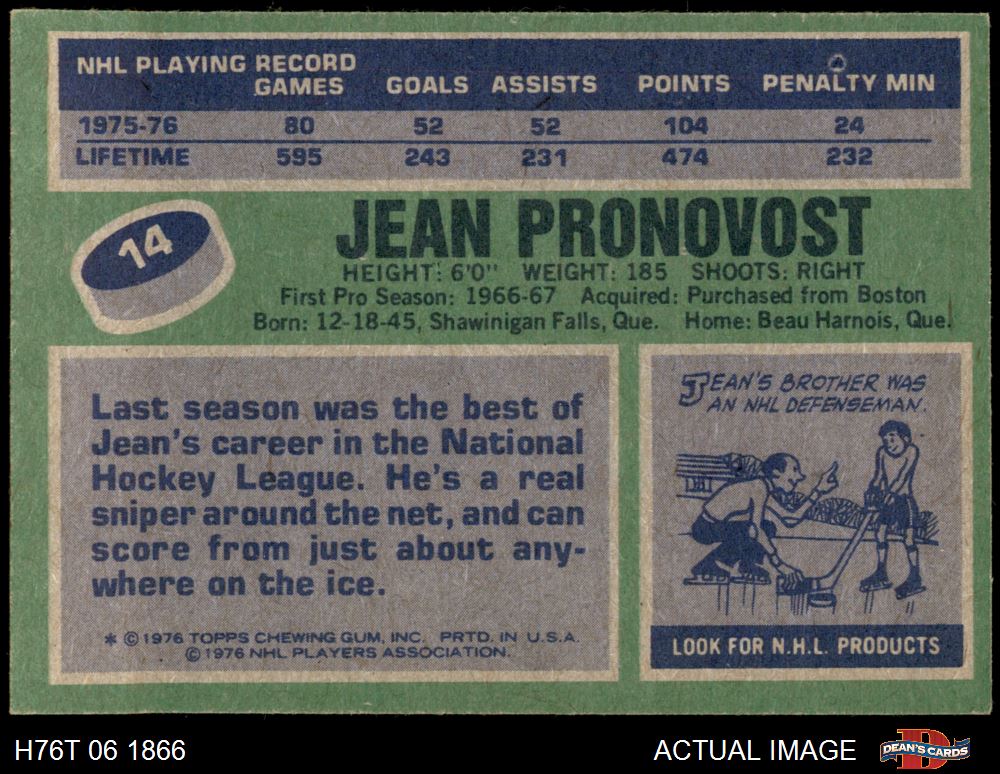 NHL PLAYING RECORD
GAMES GOALS ASSISTS POINTS PENALTY MIN
1975-76 80 52 52 104 24
LIFETIME 595 243 231 474 232
14
JEAN PRONOVOST
HEIGHT: 6'0" WEIGHT: 185 SHOOTS: RIGHT
First Pro Season: 1966-67 Acquired: Purchased from Boston
Born: 12-18-45, Shawinigan Falls, Que. Home: Beau Harnois, Que.
Last season was the best of
Jean's career in the National
Hockey League. He's a real
sniper around the net, and can
score from just about any-
where on the ice.
* © 1976 TOPPS CHEWING GUM, INC. PRTD. IN U.S.A.
© 1976 NHL PLAYERS ASSOCIATION.
JEAN'S BROTHER WAS
AN NHL DEFENSEMAN.
LOOK FOR N.H.L. PRODUCTS
H76T 06 1866
ACTUAL IMAGE
DEAN'S CARDS